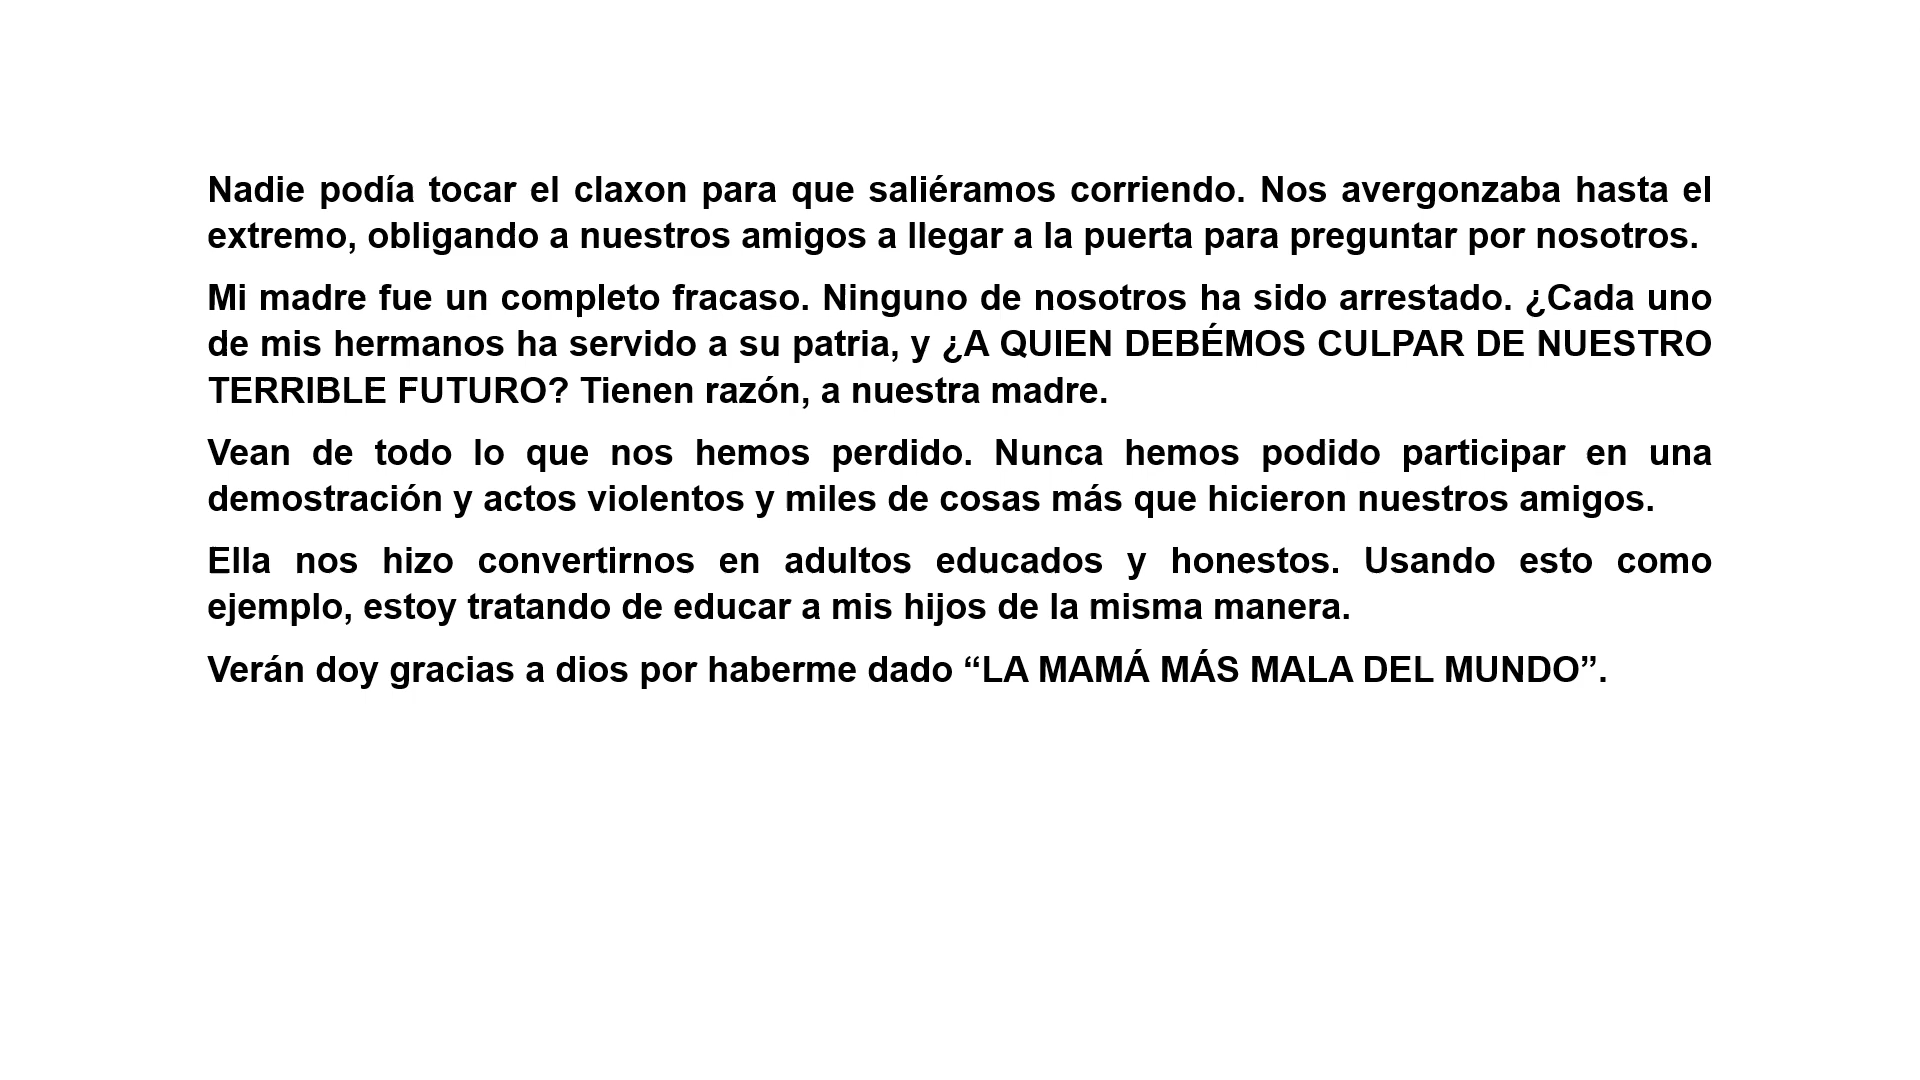 Nadie podía tocar el claxon para que saliéramos corriendo. Nos avergonzaba hasta el
extremo, obligando a nuestros amigos a llegar a la puerta para preguntar por nosotros.
Mi madre fue un completo fracaso. Ninguno de nosotros ha sido arrestado. ¿Cada uno
de mis hermanos ha servido a su patria, y ¿A QUIEN DEBÉMOS CULPAR DE NUESTRO
TERRIBLE FUTURO? Tienen razón, a nuestra madre.
Vean de todo lo que nos hemos perdido. Nunca hemos podido participar en una
demostración y actos violentos y miles de cosas más que hicieron nuestros amigos.
Ella nos hizo convertirnos en adultos educados y honestos. Usando esto como
ejemplo, estoy tratando de educar a mis hijos de la misma manera.
Verán doy gracias a dios por haberme dado “LA MAMÁ MÁS MALA DEL MUNDO”.